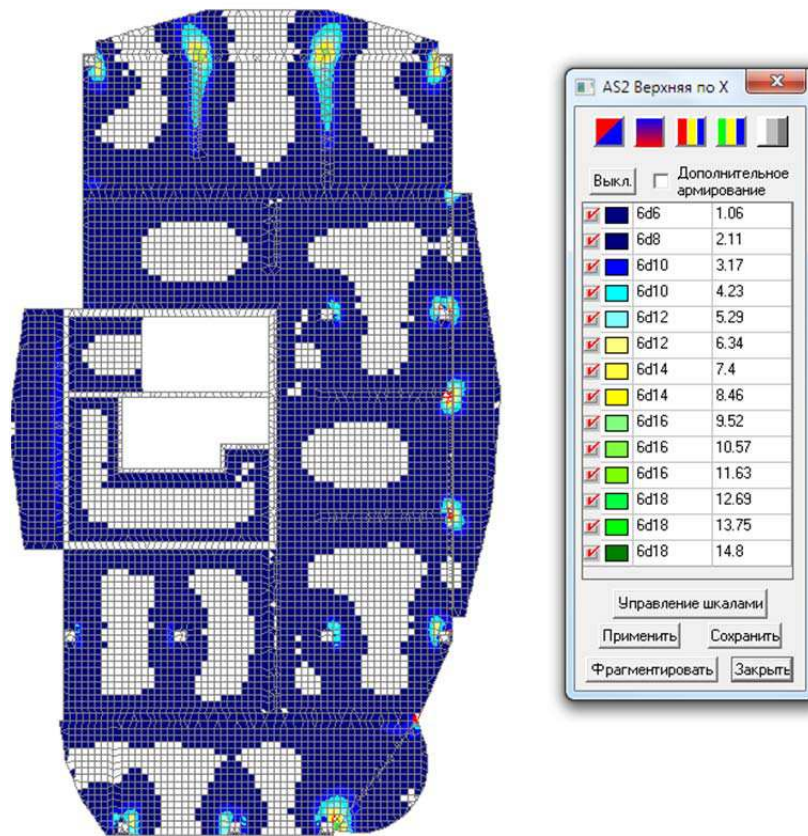 AS2 Верхняя по X
Выкл.
Дополнительное
армирование
6d6 1.06
6d8 2.11
6d10 3.17
6d10 4.23
6d12 5.29
6d12 6.34
6d14 7.4
6d14 8.46
6d16 9.52
6d16 10.57
6d16 11.63
6d18 12.69
6d18 13.75
6d18 14.8
Управление шкалами
Применить Сохранить
Фрагментировать Закрыть